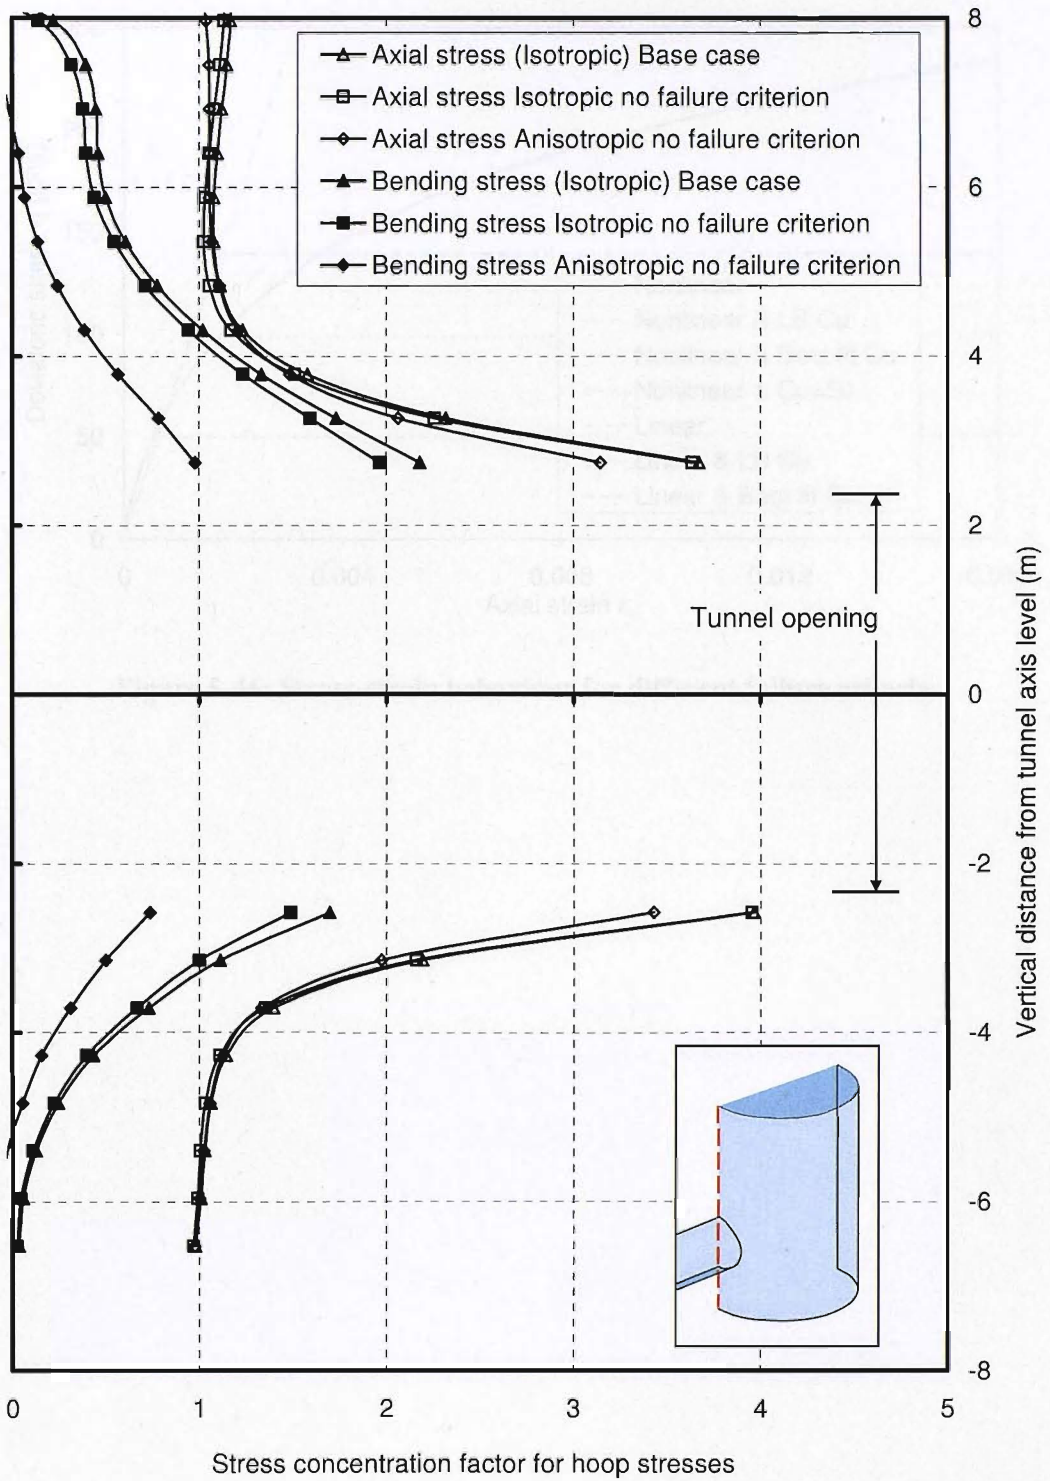 Axial stress (Isotropic) Base case
Axial stress Isotropic no failure criterion
Axial stress Anisotropic no failure criterion
Bending stress (Isotropic) Base case
Bending stress Isotropic no failure criterion
Bending stress Anisotropic no failure criterion
8
6
4
2
0
-2
-4
-6
-8
Vertical distance from tunnel axis level (m)
Tunnel opening
0
1
2
3
4
5
Stress concentration factor for hoop stresses